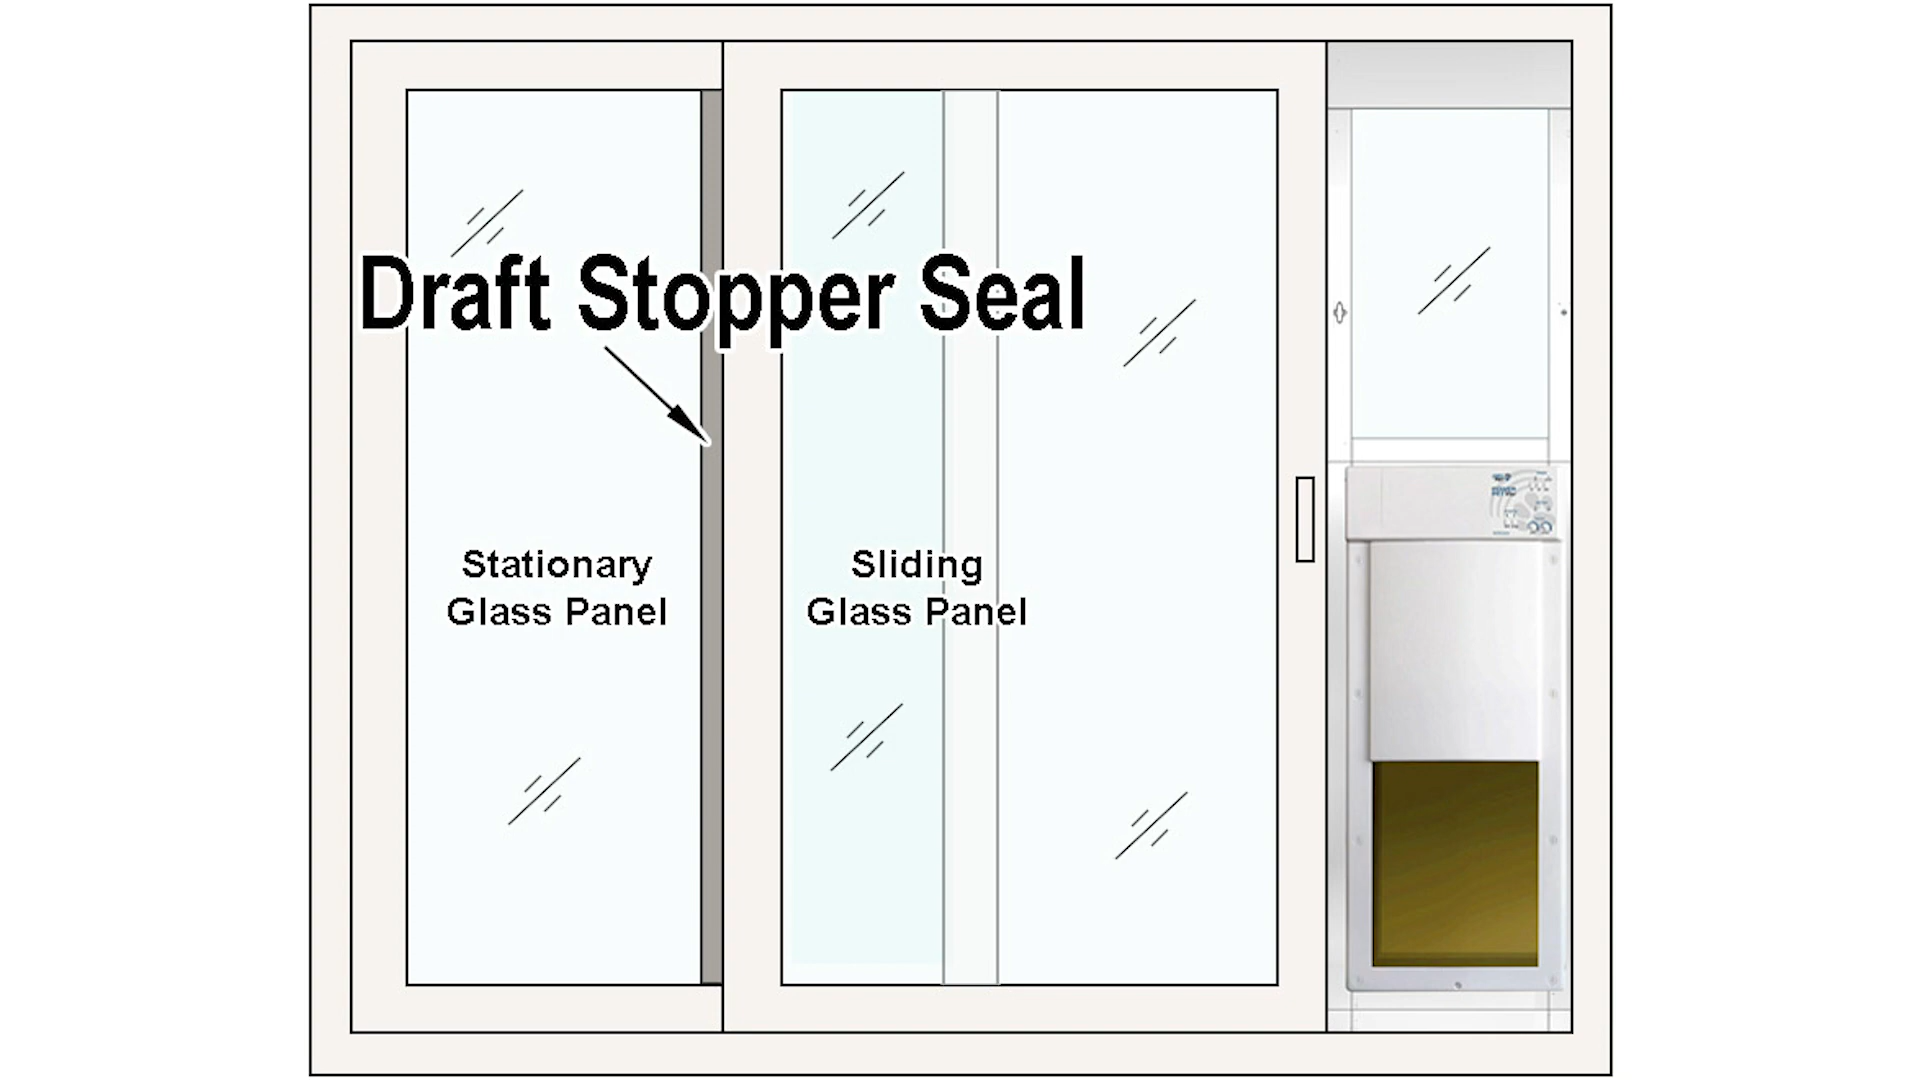 Draft Stopper Seal
Stationary
Glass Panel
Sliding
Glass Panel